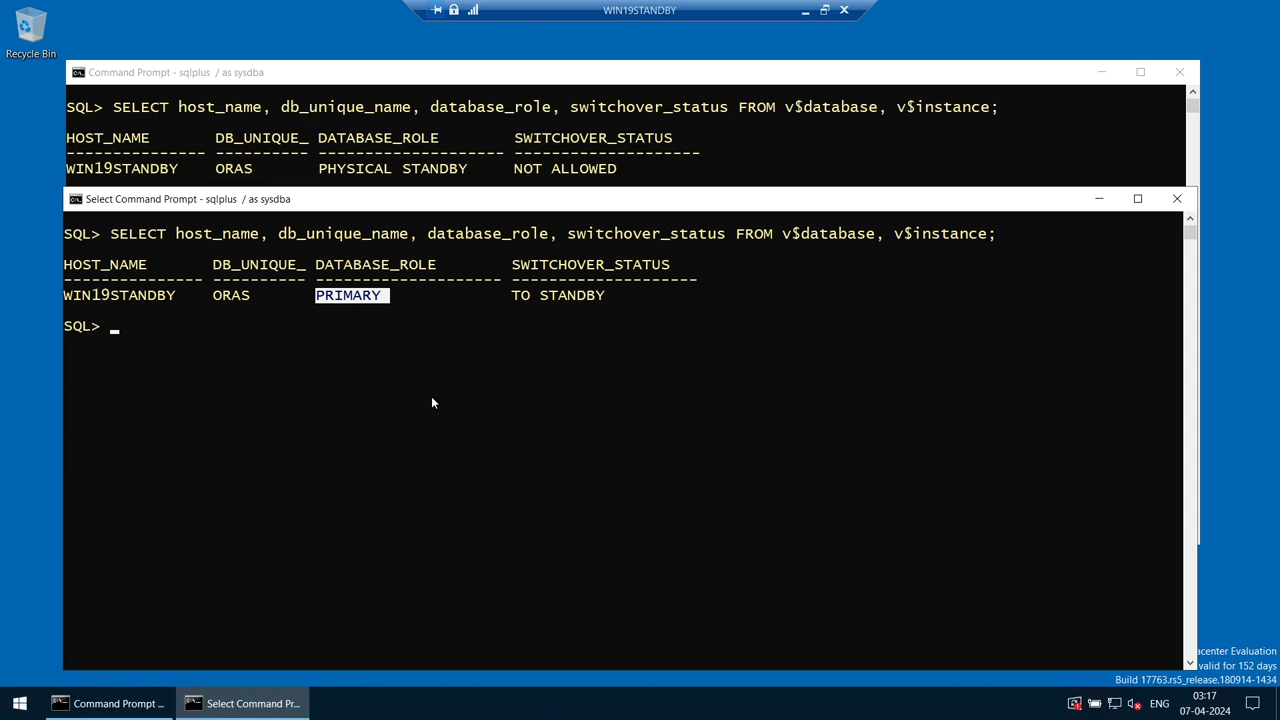 WIN19STANDBY
Recycle Bin
Command Prompt - sqlplus / as sysdba
SQL> SELECT host_name, db_unique_name, database_role, switchover_status FROM v$database, v$instance;
HOST_NAME DB_UNIQUE_ DATABASE_ROLE SWITCHOVER_STATUS
--------------- ---------- -------------------- --------------------
WIN19STANDBY ORAS PHYSICAL STANDBY NOT ALLOWED
Select Command Prompt - sqlplus / as sysdba
SQL> SELECT host_name, db_unique_name, database_role, switchover_status FROM v$database, v$instance;
HOST_NAME DB_UNIQUE_ DATABASE_ROLE SWITCHOVER_STATUS
--------------- ---------- -------------------- --------------------
WIN19STANDBY ORAS PRIMARY TO STANDBY
SQL> _
acenter Evaluation
valid for 152 days
Build 17763.rs5_release.180914-1434
Command Prompt ...
Select Command Pr...
ENG
03:17
07-04-2024